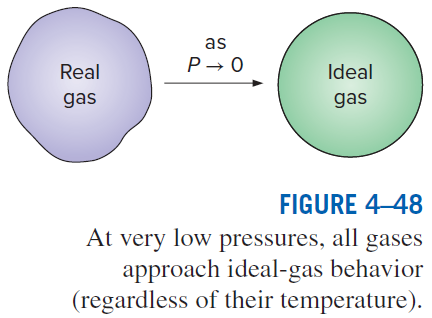 Real
gas
as
P → 0
Ideal
gas
FIGURE 4–48
At very low pressures, all gases
approach ideal-gas behavior
(regardless of their temperature).